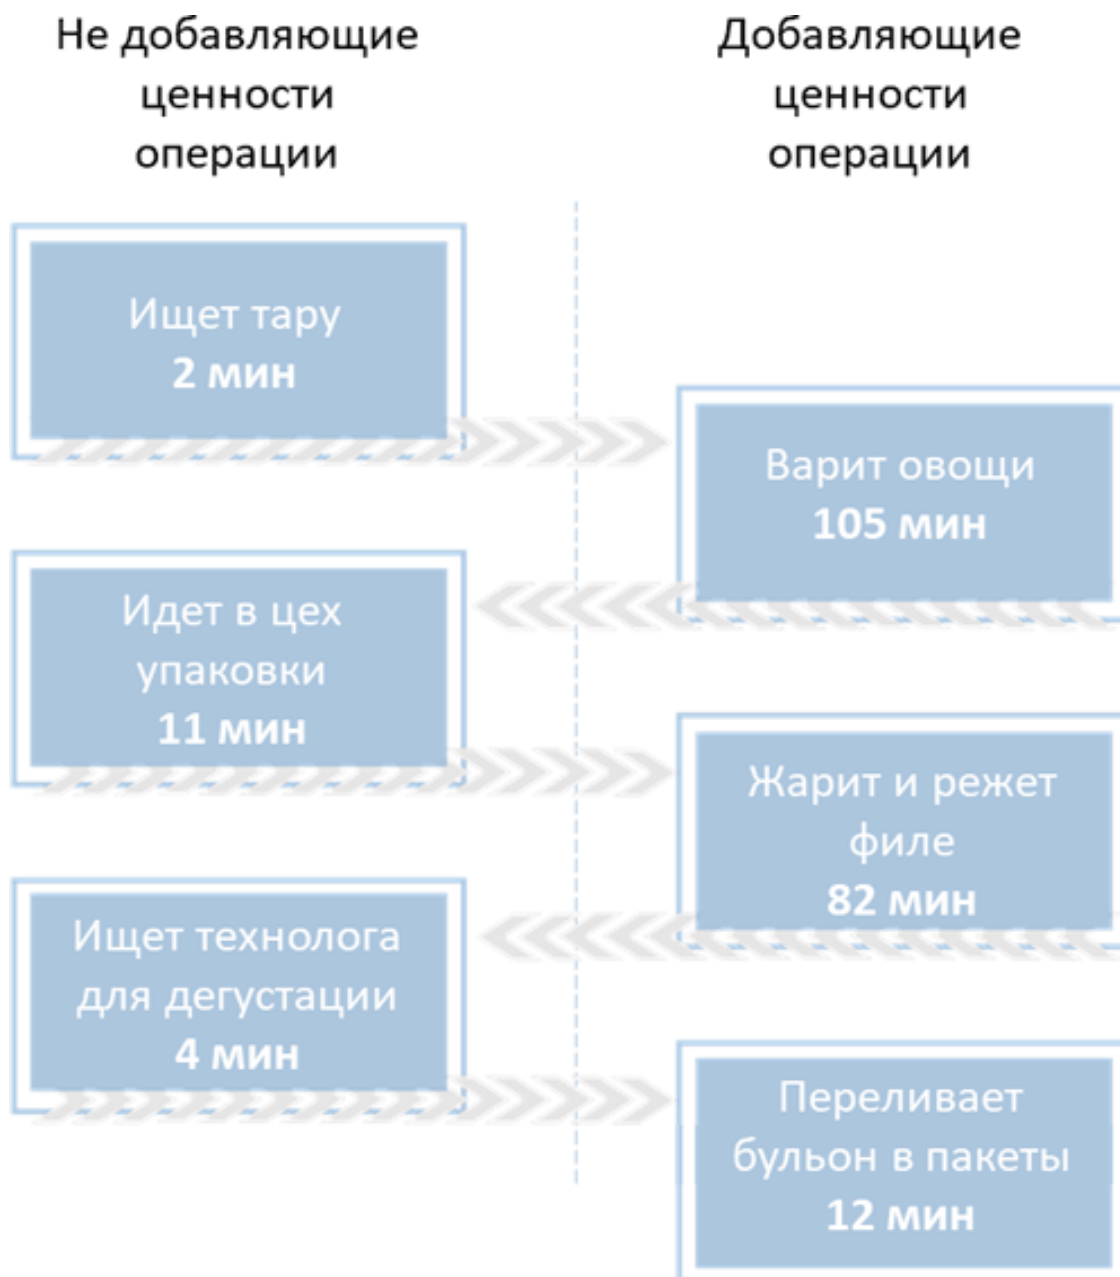 Не добавляющие
ценности
операции
Добавляющие
ценности
операции
Ищет тару
2 мин
Варит овощи
105 мин
Идет в цех
упаковки
11 мин
Жарит и режет
филе
82 мин
Ищет технолога
для дегустации
4 мин
Переливает
бульон в пакеты
12 мин